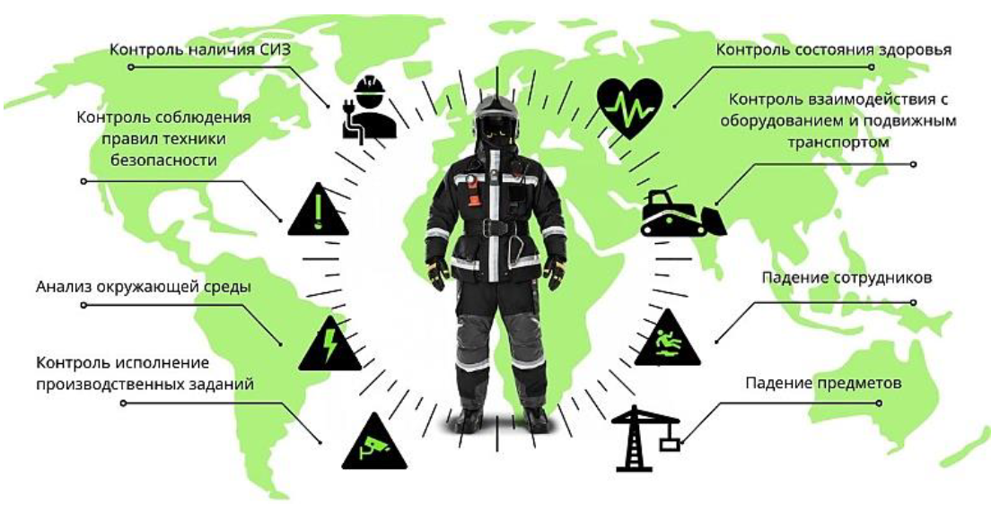 Контроль наличия СИЗ
Контроль соблюдения
правил техники
безопасности
Анализ окружающей среды
Контроль исполнение
производственных заданий
Контроль состояния здоровья
Контроль взаимодействия с
оборудованием и подвижным
транспортом
Падение сотрудников
Падение предметов